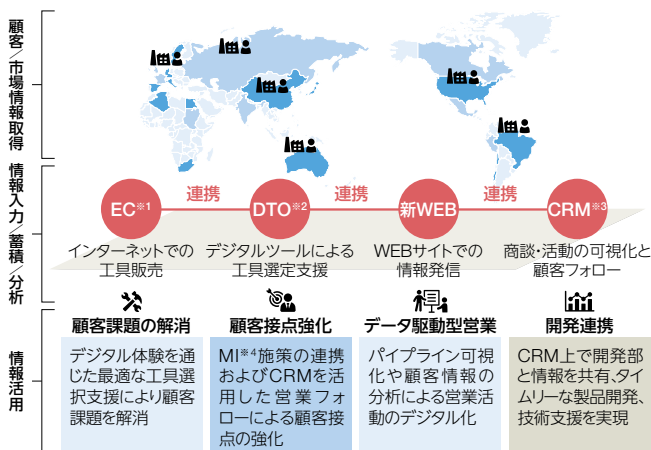 顧客/市場情報取得
情報入力/蓄積/分析
連携
連携
連携
EC※1
DTO※2
新WEB
CRM※3
インターネットでの
工具販売
デジタルツールによる
工具選定支援
WEBサイトでの
情報発信
商談・活動の可視化と
顧客フォロー
情報活用
顧客課題の解消
デジタル体験を通
じた最適な工具選
択支援により顧客
課題を解消
顧客接点強化
MI※4施策の連携
およびCRMを活
用した営業フォ
ローによる顧客接
点の強化
データ駆動型営業
パイプライン可視
化や顧客情報の
分析による営業活
動のデジタル化
開発連携
CRM上で開発部
と情報を共有、タイ
ムリーな製品開発、
技術支援を実現